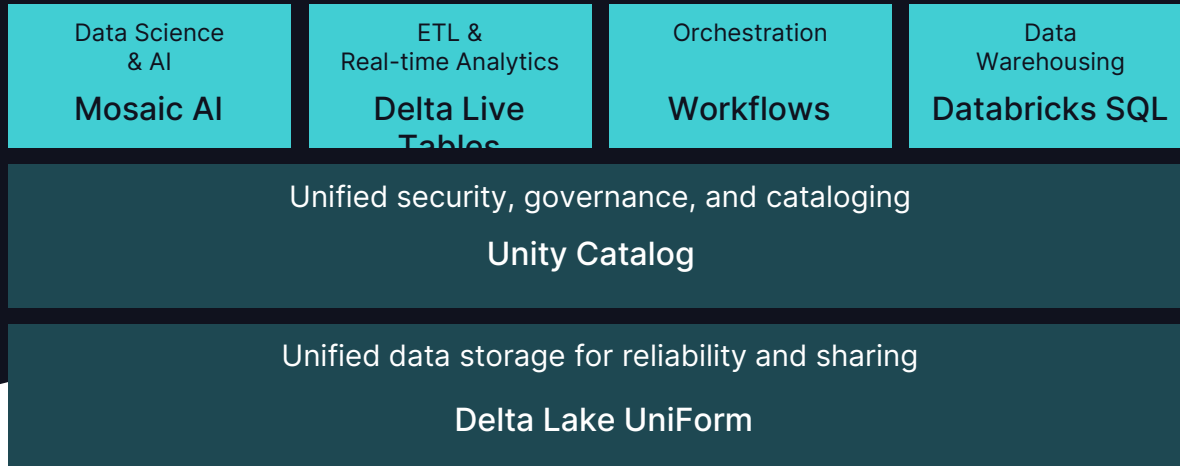 Data Science
& AI
Mosaic AI
ETL &
Real-time Analytics
Delta Live
Tables
Orchestration
Workflows
Data
Warehousing
Databricks SQL
Unified security, governance, and cataloging
Unity Catalog
Unified data storage for reliability and sharing
Delta Lake UniForm